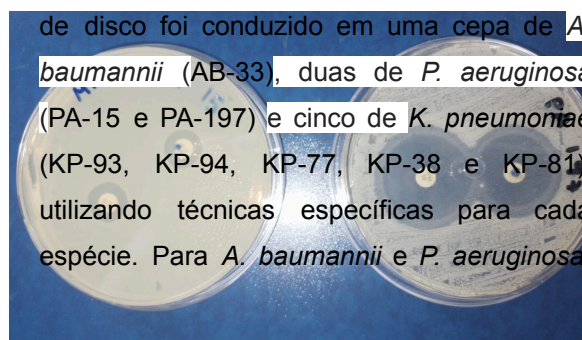 de disco foi conduzido em uma cepa de A.
baumannii (AB-33), duas de P. aeruginosa
(PA-15 e PA-197) e cinco de K. pneumoniae
(KP-93, KP-94, KP-77, KP-38 e KP-81)
utilizando técnicas específicas para cada
espécie. Para A. baumannii e P. aeruginosa